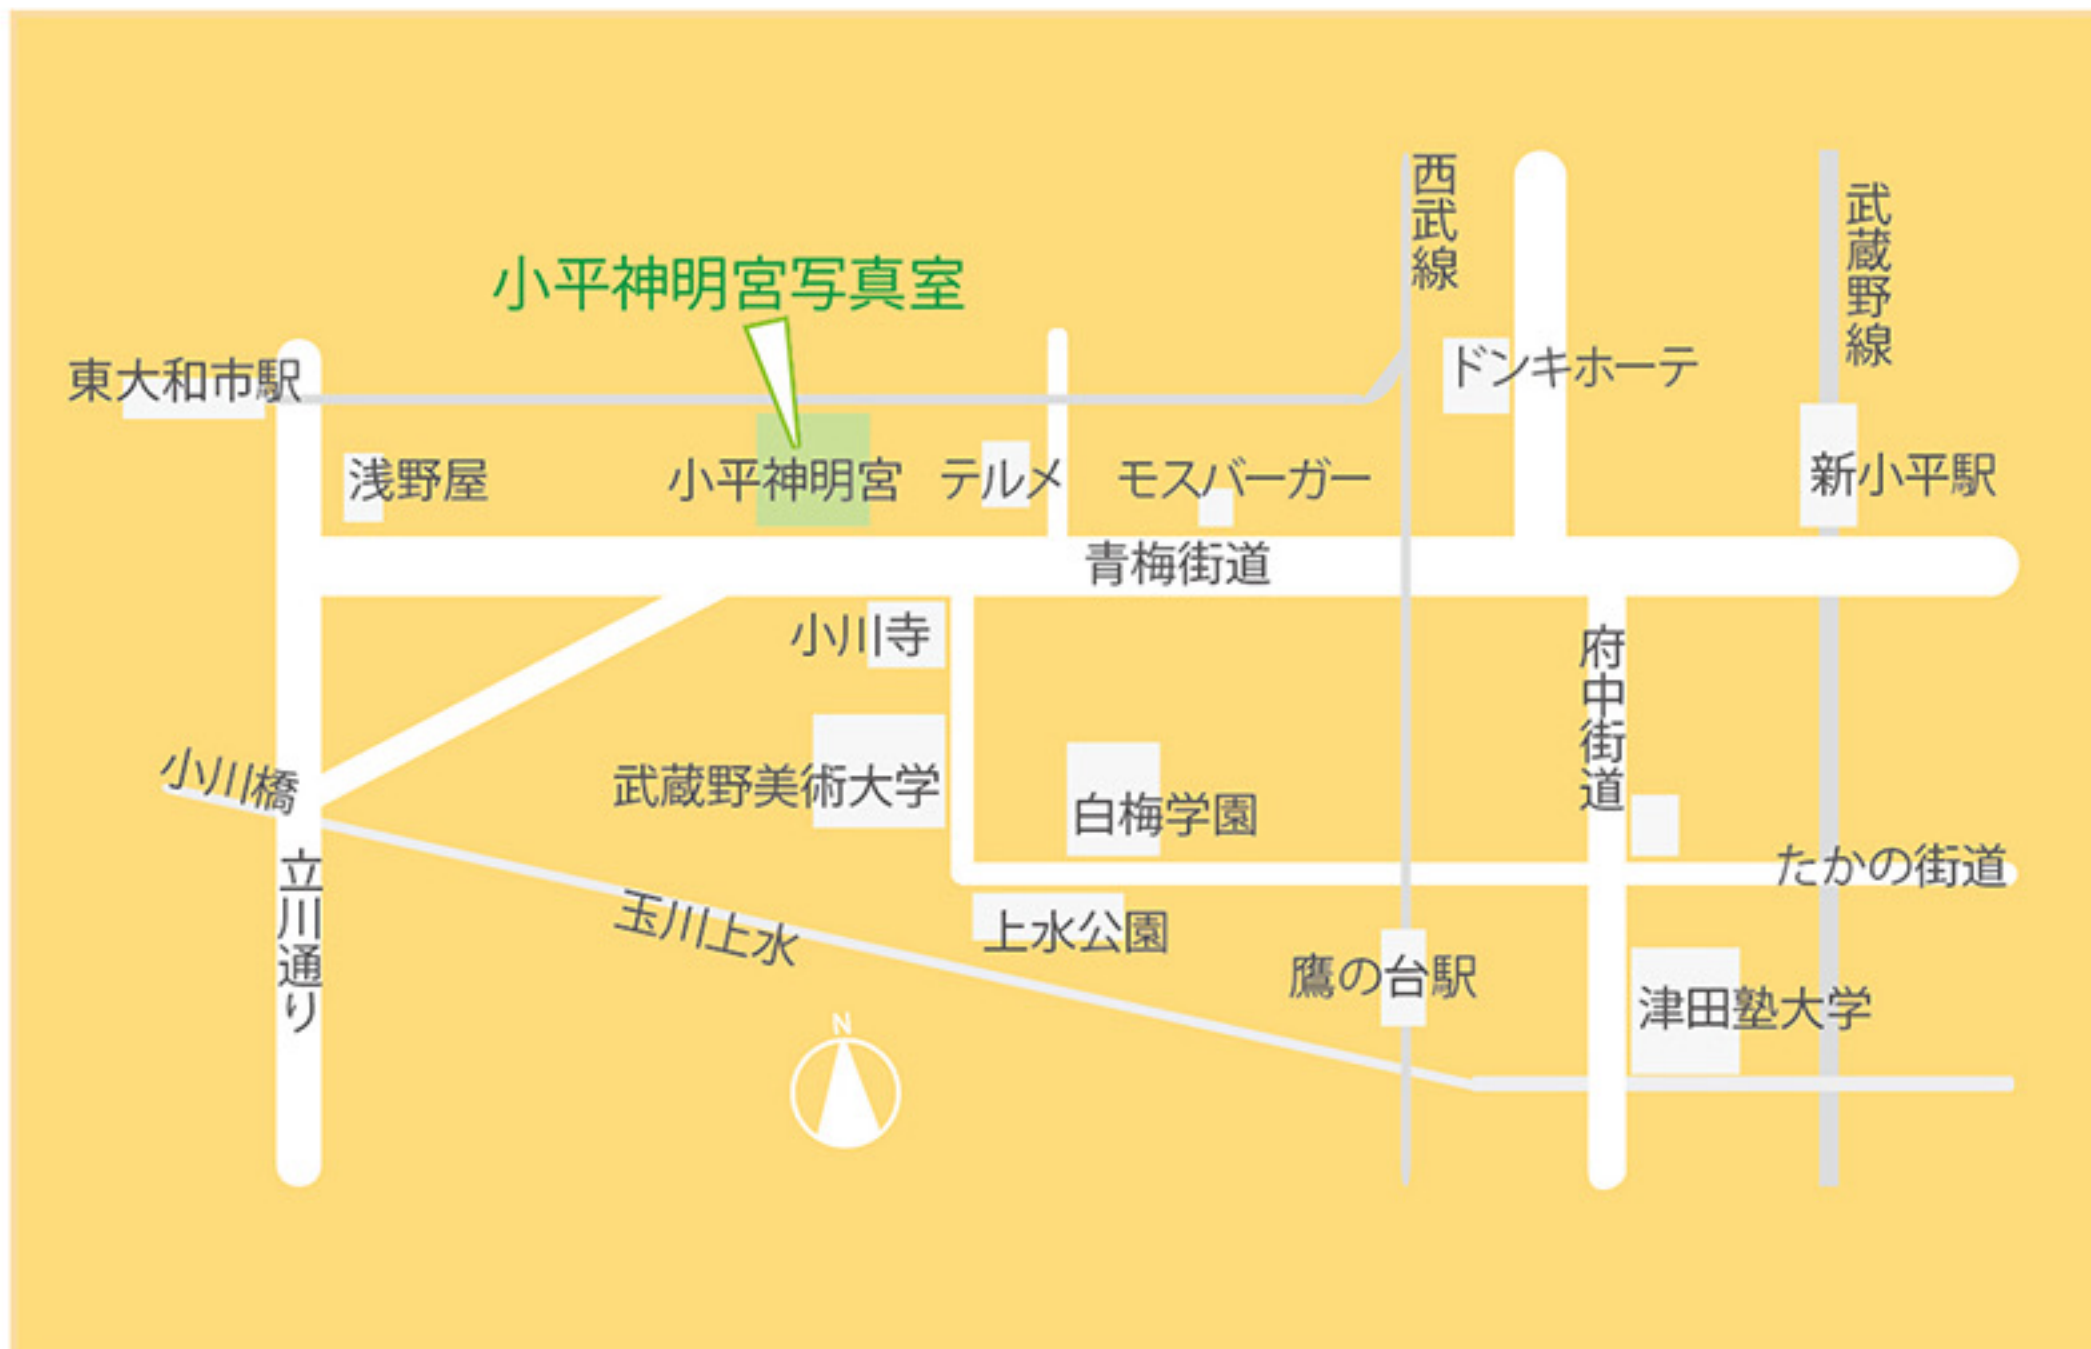 西武線
武蔵野線
小平神明宮写真室
東大和市駅
ドンキホーテ
浅野屋
小平神明宮
テルメ
モスバーガー
新小平駅
青梅街道
小川寺
府中街道
小川橋
武蔵野美術大学
白梅学園
たかの街道
立川通り
玉川上水
上水公園
鷹の台駅
津田塾大学
N